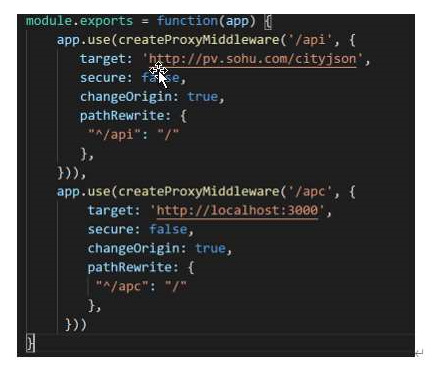 module.exports = function(app) {
app.use(createProxyMiddleware('/api', {
target: 'http://pv.sohu.com/cityjson',
secure: false,
changeOrigin: true,
pathRewrite: {
"^/api": "/"
},
})),
app.use(createProxyMiddleware('/apc', {
target: 'http://localhost:3000',
secure: false,
changeOrigin: true,
pathRewrite: {
"^/apc": "/"
},
}))
}